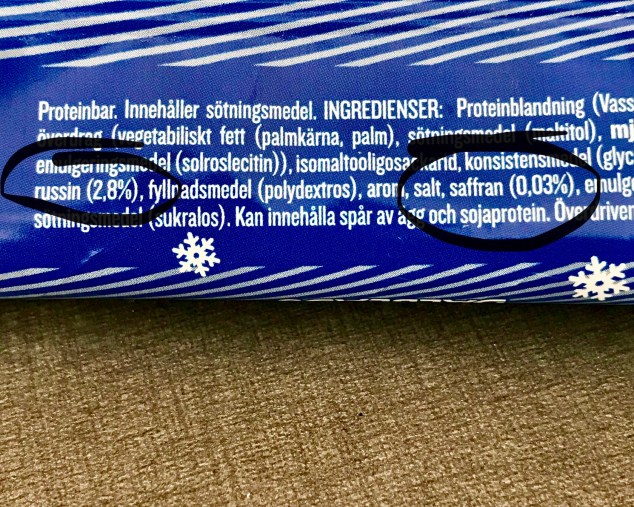 Proteinbar. Innehåller sötningsmedel. INGREDIENSER: Proteinblandning (Vass
överdrag (vegetabiliskt fett (palmkärna, palm), sötningsmedel (maltitol), mj
emulgeringsmedel (solroslecitin)), isomaltooligosackarid, konsistensmedel (glyc
russin (2,8%), fyllnadsmedel (polydextros), arom, salt, saffran (0,03%), emulge
sötningsmedel (sukralos). Kan innehålla spår av ägg och sojaprotein. Överdriven